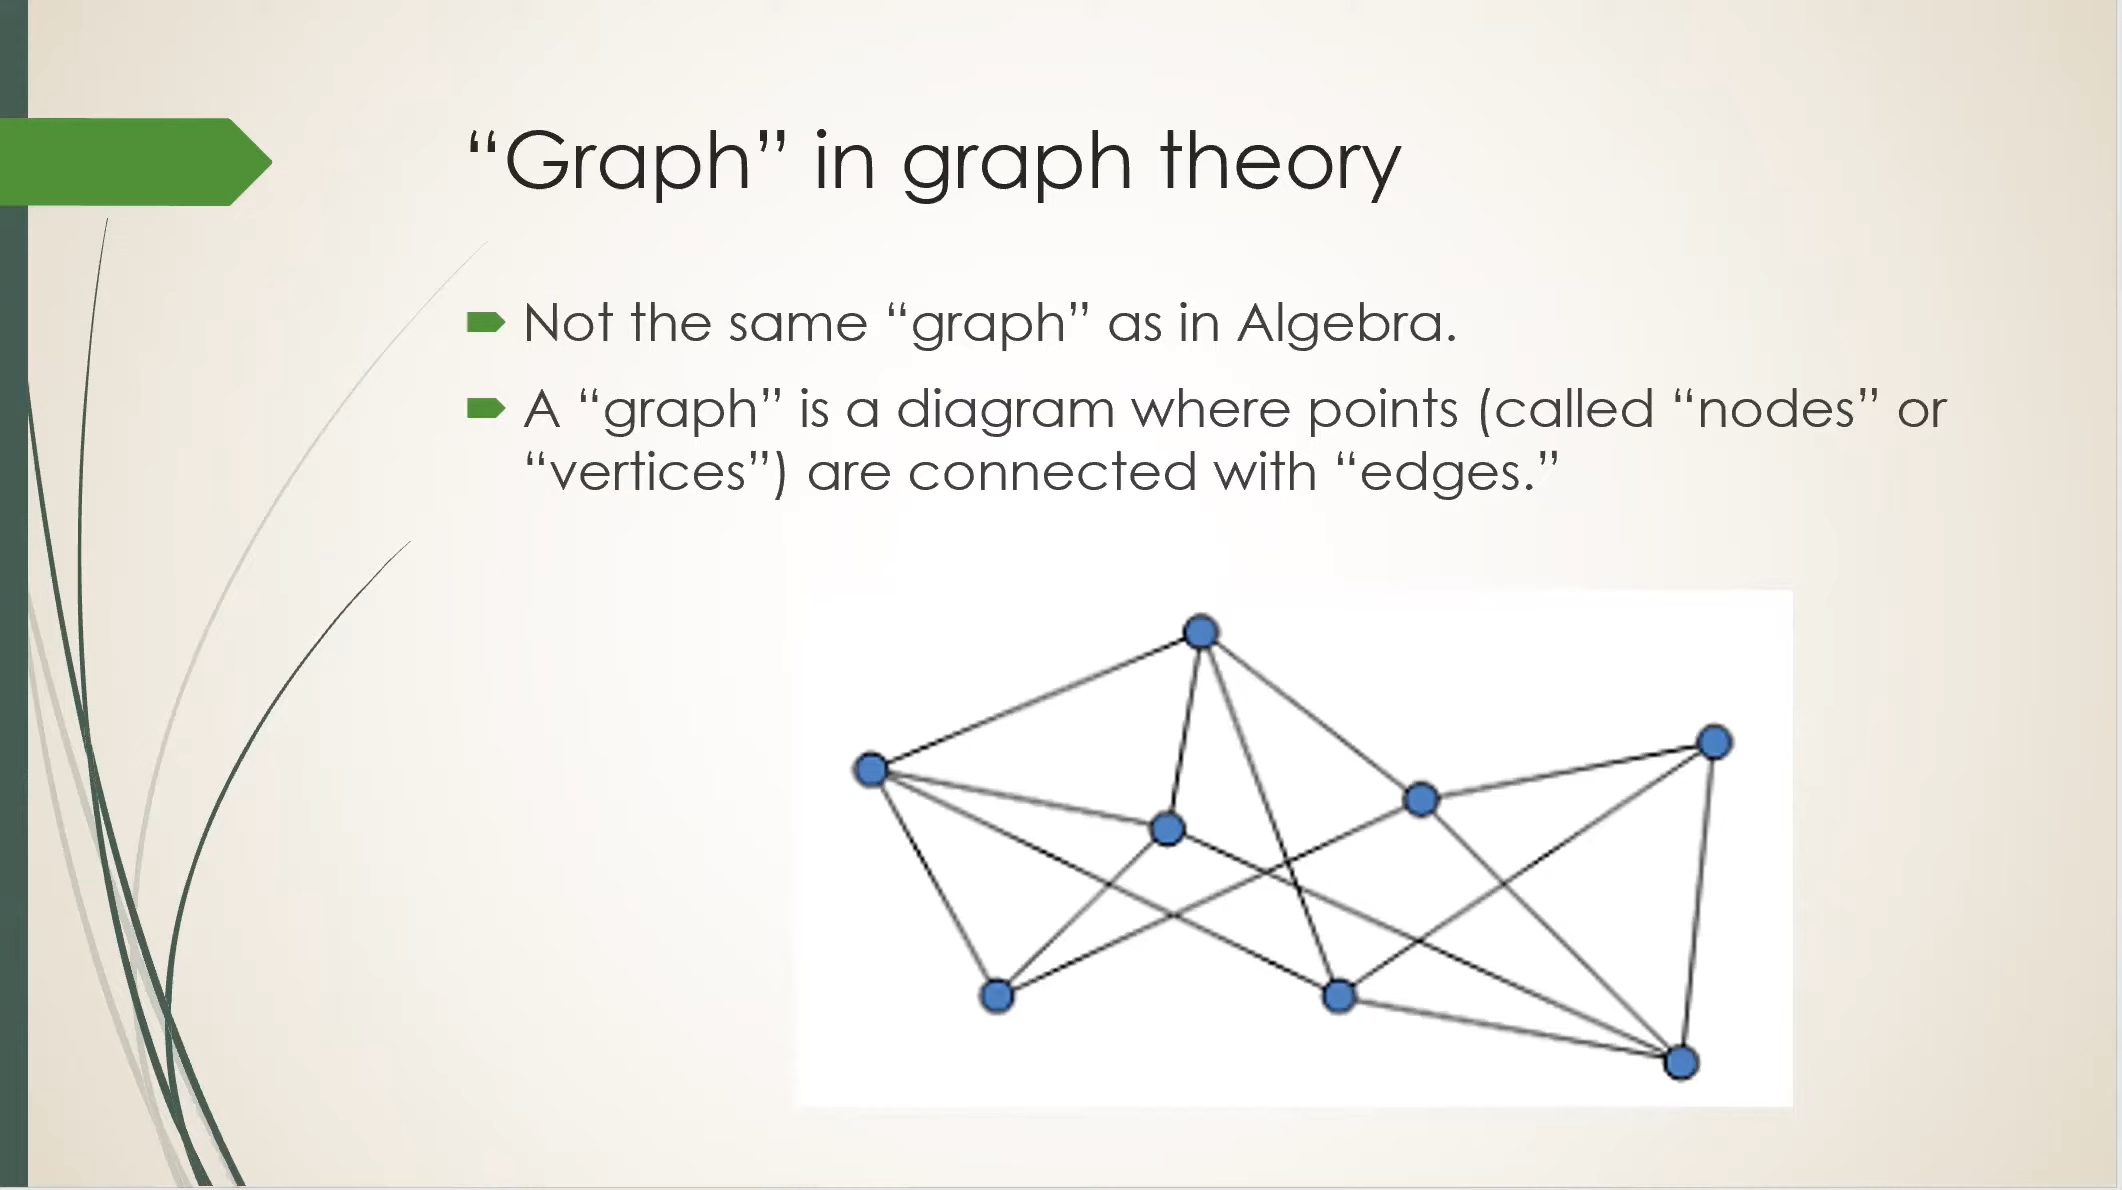 “Graph” in graph theory
Not the same “graph” as in Algebra.
A “graph” is a diagram where points (called “nodes” or
“vertices”) are connected with “edges.”